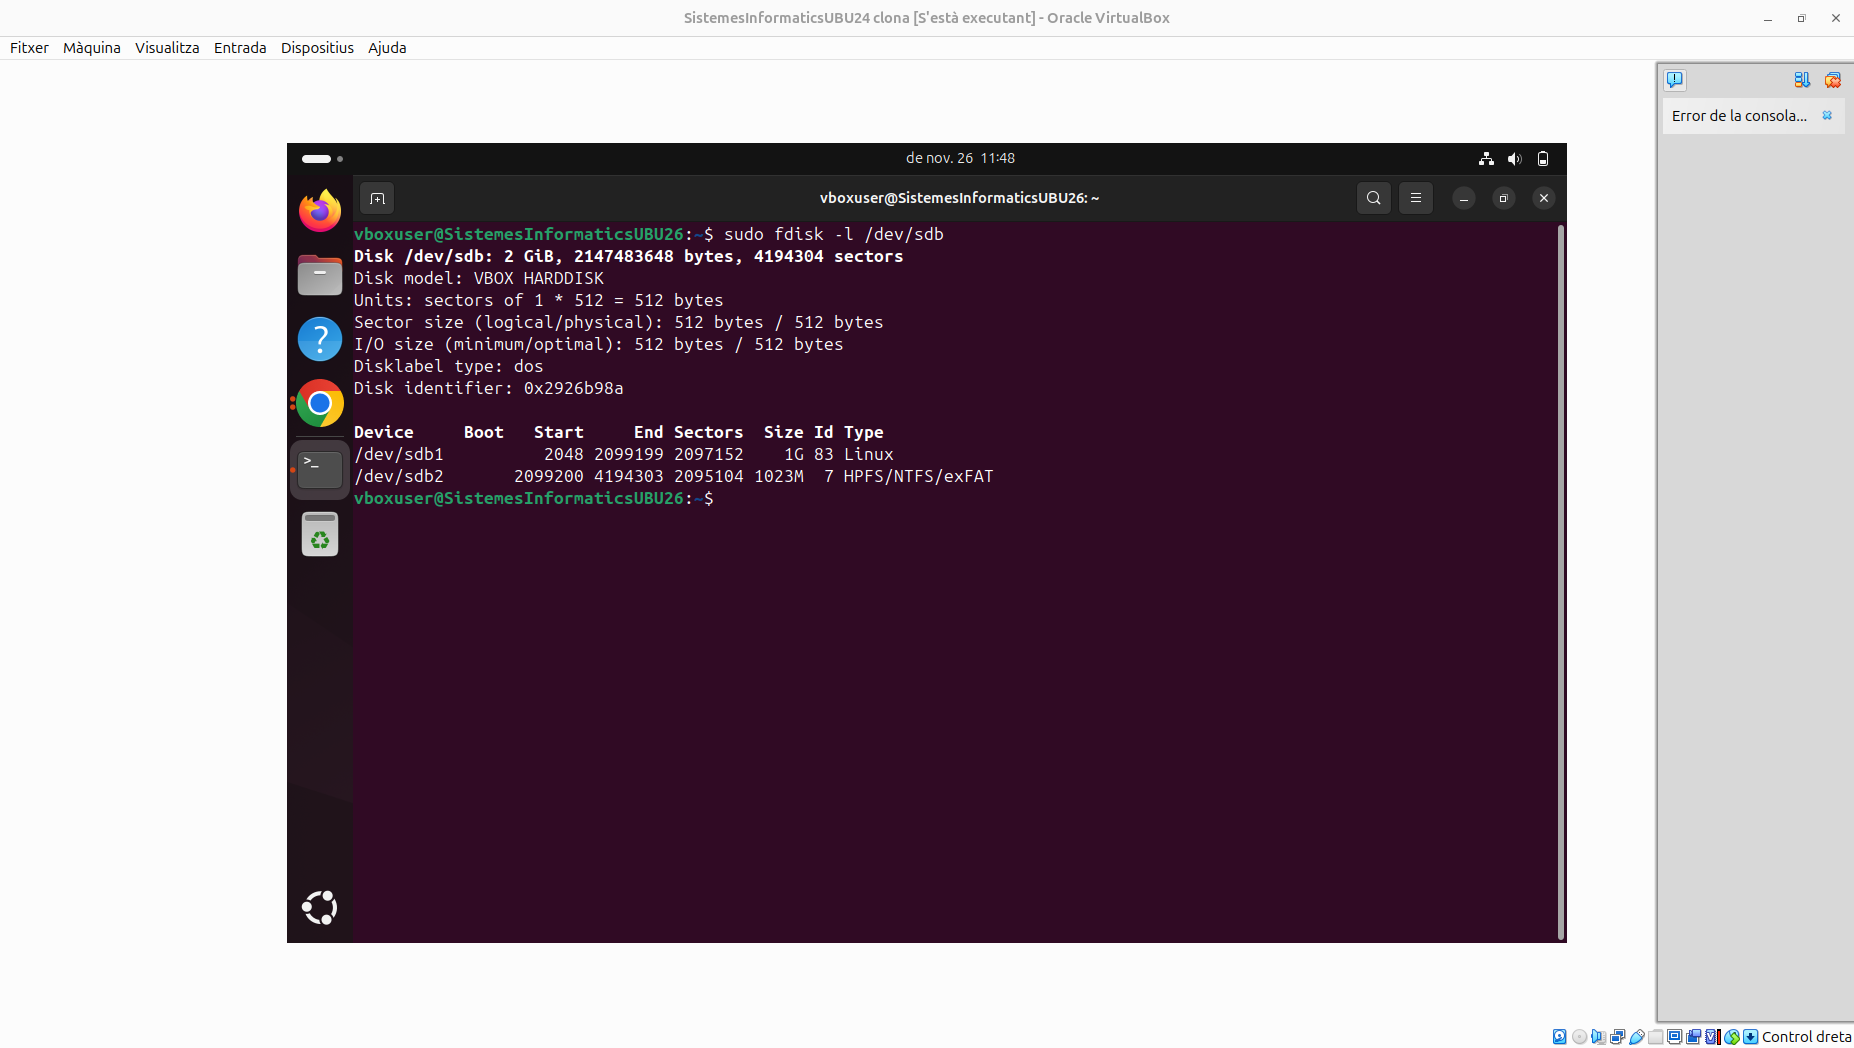 SistemesInformaticsUBU24 clona [S'està executant] - Oracle VirtualBox
Fitxer Màquina Visualitza Entrada Dispositius Ajuda
Error de la consola...
de nov. 26 11:48
vboxuser@SistemesInformaticsUBU26: ~
vboxuser@SistemesInformaticsUBU26:~$ sudo fdisk -l /dev/sdb
Disk /dev/sdb: 2 GiB, 2147483648 bytes, 4194304 sectors
Disk model: VBOX HARDDISK
Units: sectors of 1 * 512 = 512 bytes
Sector size (logical/physical): 512 bytes / 512 bytes
I/O size (minimum/optimal): 512 bytes / 512 bytes
Disklabel type: dos
Disk identifier: 0x2926b98a
Device     Boot   Start     End Sectors  Size Id Type
/dev/sdb1          2048 2099199 2097152    1G 83 Linux
/dev/sdb2       2099200 4194303 2095104 1023M  7 HPFS/NTFS/exFAT
vboxuser@SistemesInformaticsUBU26:~$
Control dreta